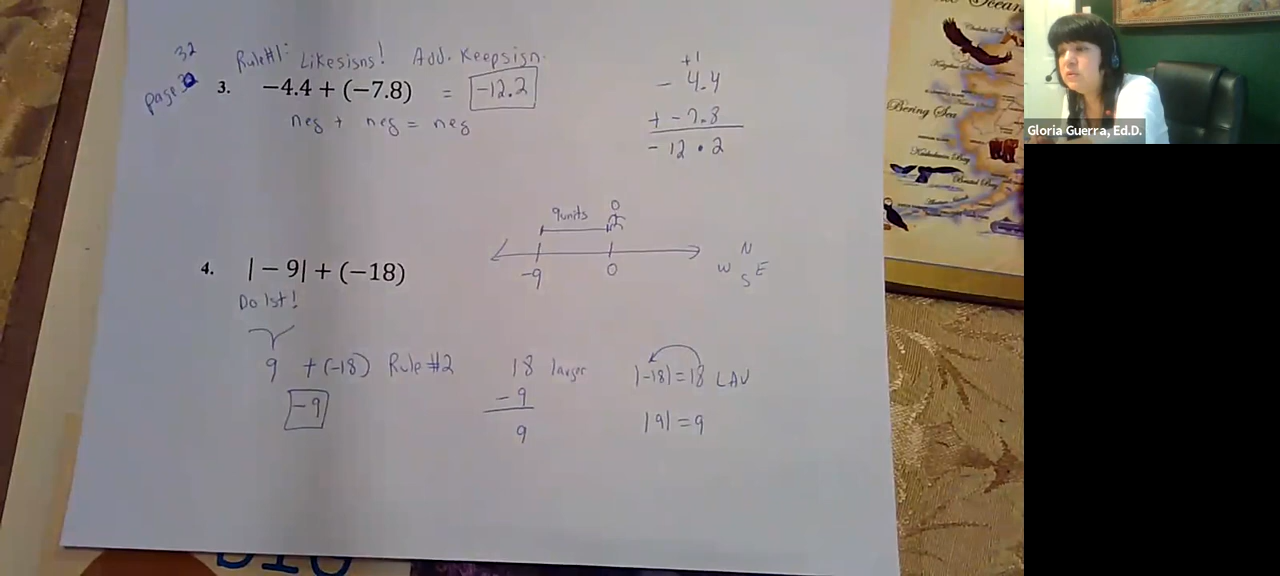 32
page
Rule#1: Likesigns! Add. Keepsign.
3. −4.4 + (−7.8) = -12.2
neg + neg = neg
+1
- 4.4
+ - 7.8
- 12.2
9units
0
-9 0
N
W E
S
4. |− 9| + (−18)
Do 1st!
9 + (-18) Rule #2
-9
18 larger
- 9
9
|-18| = 18 LAV
|9| = 9
Bering Sea
Gloria Guerra, Ed.D.